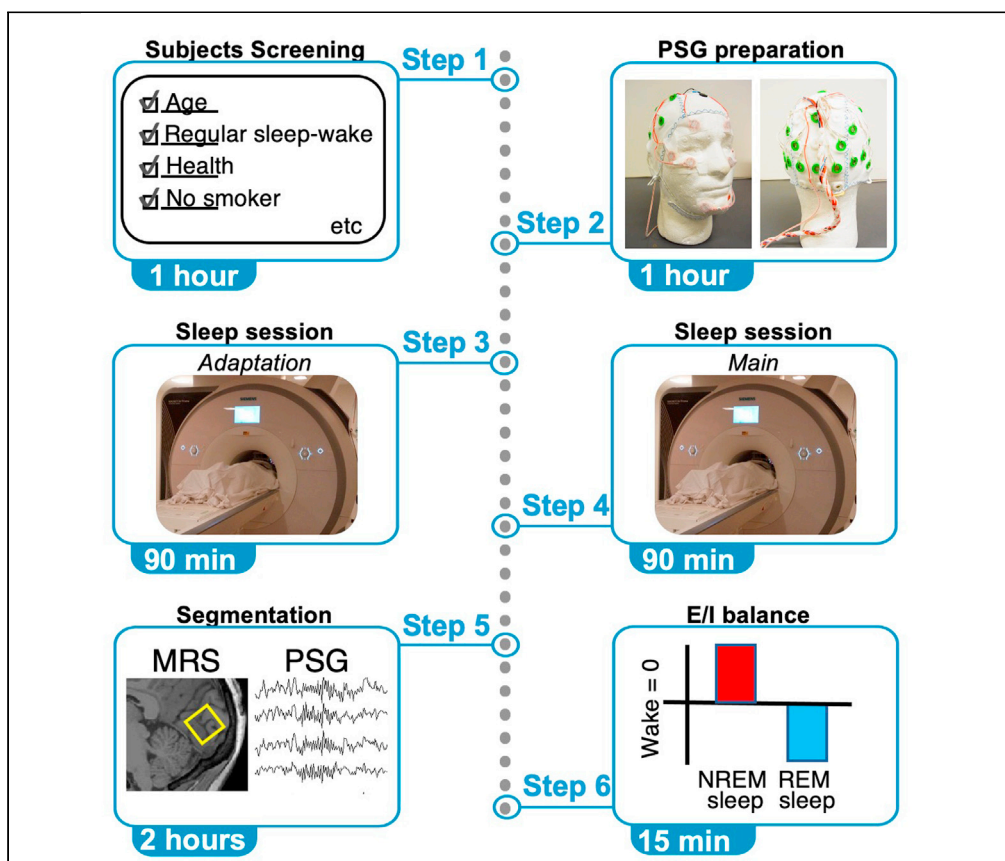 Subjects Screening
Step 1
Age
Regular sleep-wake
Health
No smoker
etc
1 hour
PSG preparation
Step 2
1 hour
Sleep session
Step 3
Adaptation
90 min
Sleep session
Main
Step 4
90 min
Segmentation
Step 5
MRS
PSG
2 hours
E/I balance
Wake = 0
NREM
sleep
REM
sleep
Step 6
15 min